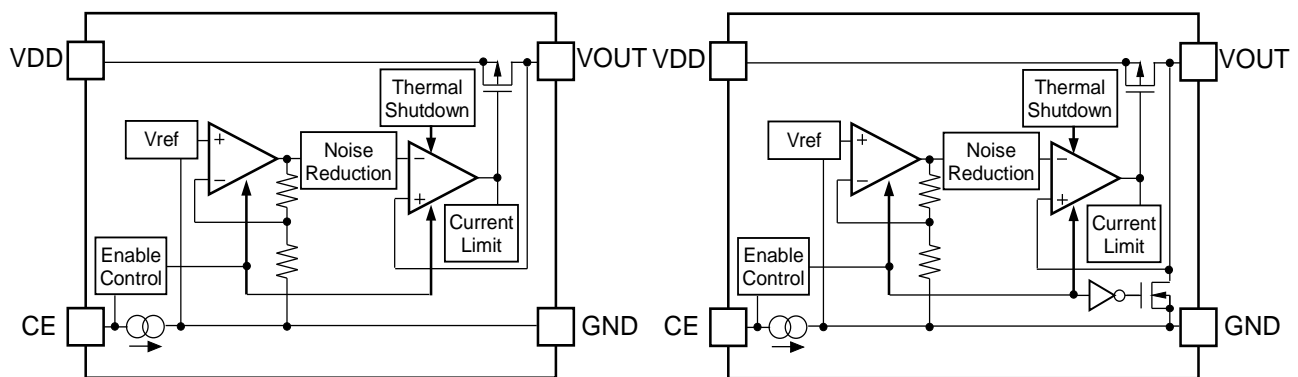 VDD
VOUT
Thermal
Shutdown
Vref
+
−
Noise
Reduction
−
+
Current
Limit
Enable
Control
CE
GND
VDD
VOUT
Thermal
Shutdown
Vref
+
−
Noise
Reduction
−
+
Current
Limit
Enable
Control
CE
GND